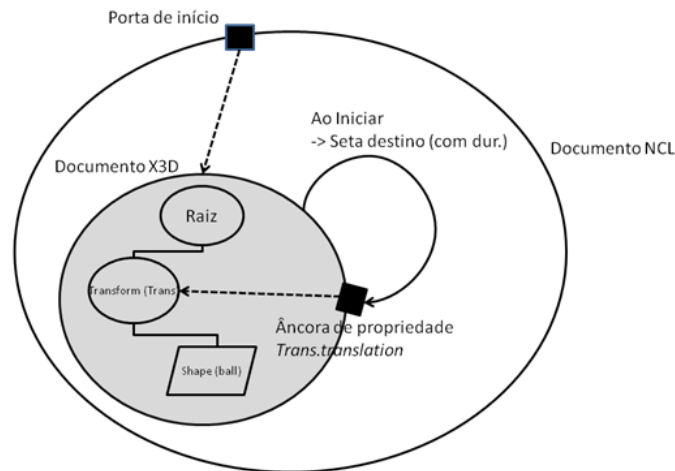 Porta de início
Ao Iniciar
-> Seta destino (com dur.)
Documento NCL
Documento X3D
Raiz
Transform (Trans
Âncora de propriedade
Trans.translation
Shape (ball)